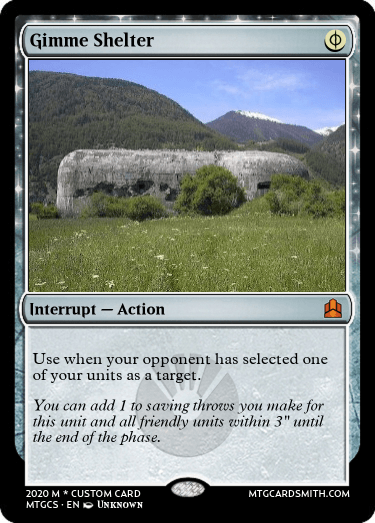 Gimme Shelter
Interrupt — Action
Use when your opponent has selected one
of your units as a target.
You can add 1 to saving throws you make for
this unit and all friendly units within 3" until
the end of the phase.
2020 M * CUSTOM CARD
MTGCS · EN Unknown
MTGCARDSMITH.COM